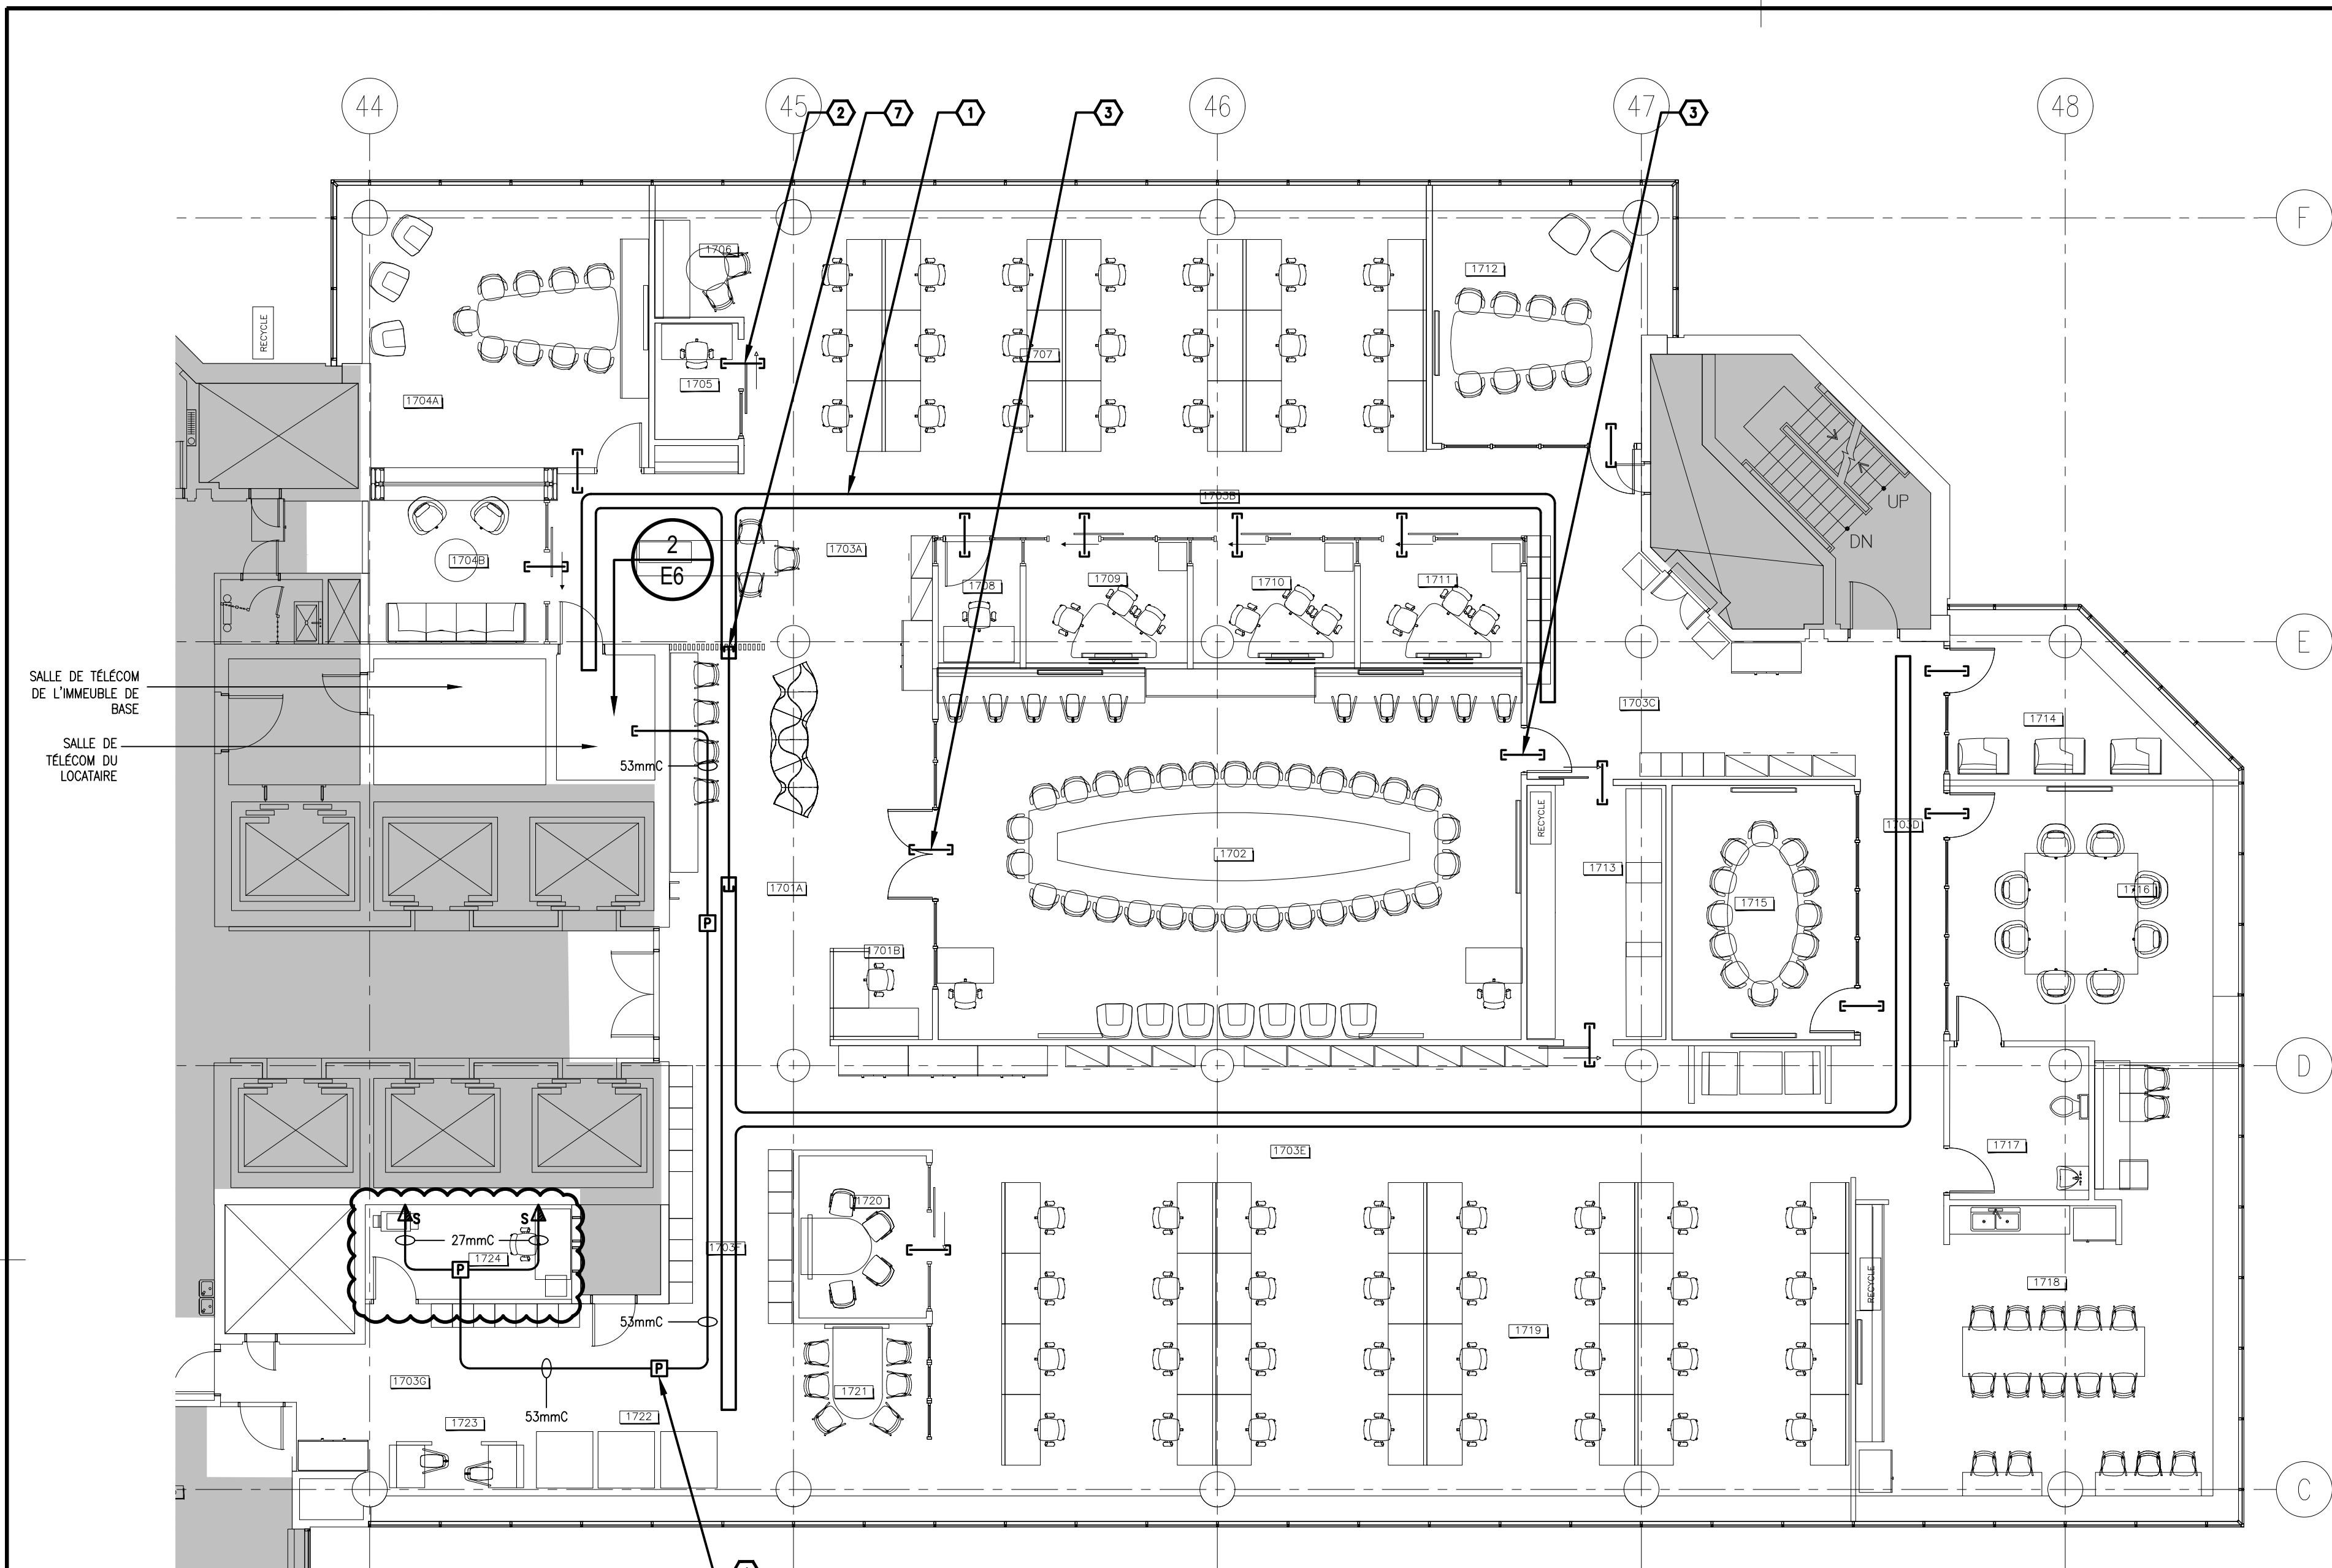 44
45
46
47
48
2
7
1
3
3
F
1706
1712
RECYCLE
1707
1705
1704A
UP
1703B
DN
2
E6
1703A
1704B
1708
1709
1710
1711
E
SALLE DE TÉLÉCOM
DE L'IMMEUBLE DE
BASE
SALLE DE
TÉLÉCOM DU
LOCATAIRE
53mmC
1703C
1714
RECYCLE
1703D
1702
1713
1701A
1716
1715
P
1701B
D
1717
1703E
1720
S
S
27mmC
1724
P
1703F
RECYCLE
1718
53mmC
1719
P
1703G
1721
53mmC
1723
1722
C